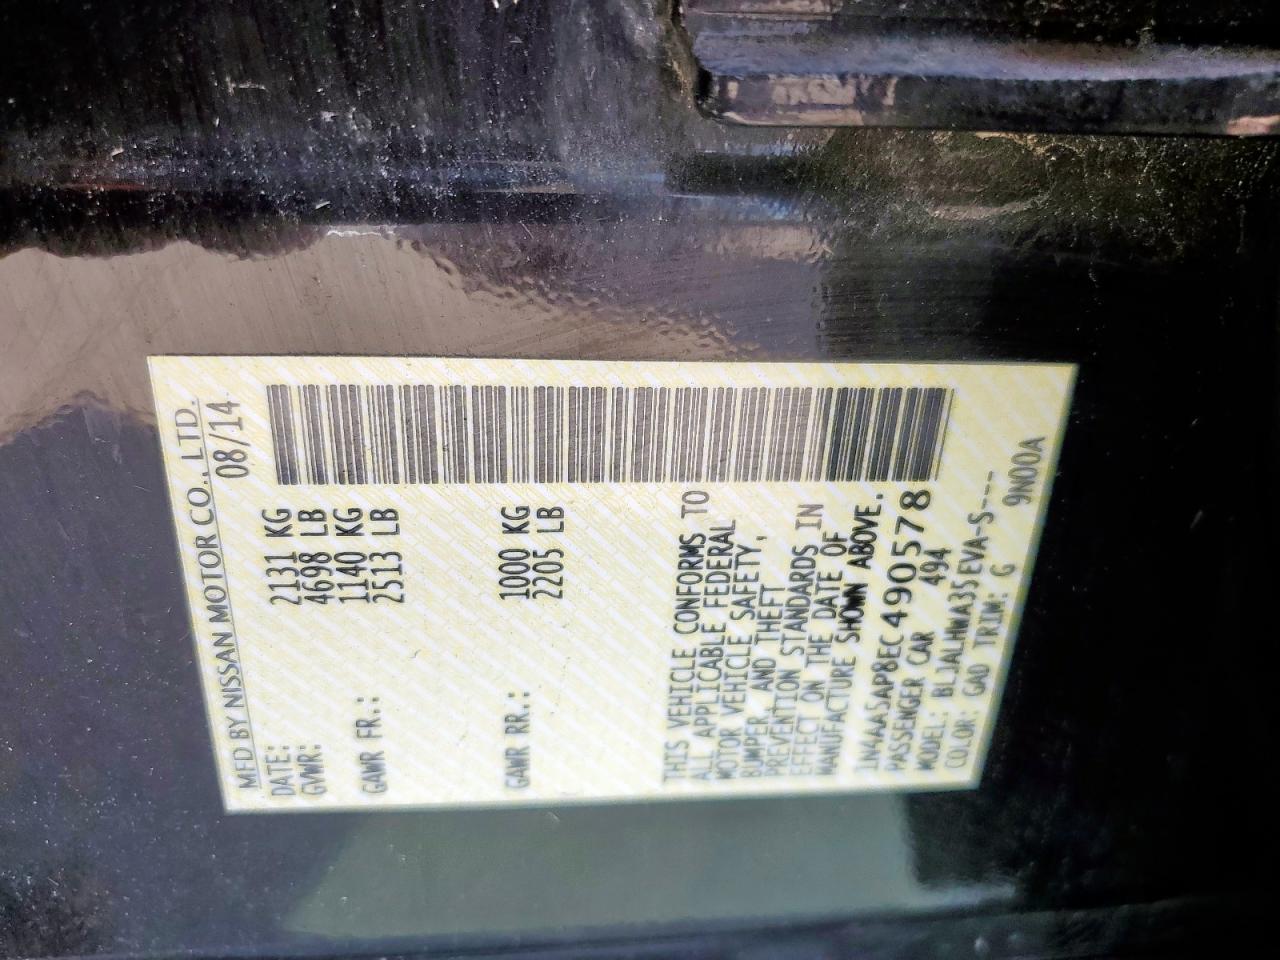 MFD BY NISSAN MOTOR CO., LTD.
DATE: 08/14
GVWR: 2131 KG
4698 LB
GAWR FR.: 1140 KG
2513 LB
GAWR RR.: 1000 KG
2205 LB
THIS VEHICLE CONFORMS TO
ALL APPLICABLE FEDERAL
MOTOR VEHICLE SAFETY,
BUMPER, AND THEFT
PREVENTION STANDARDS IN
EFFECT ON THE DATE OF
MANUFACTURE SHOWN ABOVE.
1N4AA5AP8EC490578
PASSENGER CAR 494
MODEL: BLJALHWA35EVA-S---
COLOR: GAD TRIM: G 9N00A